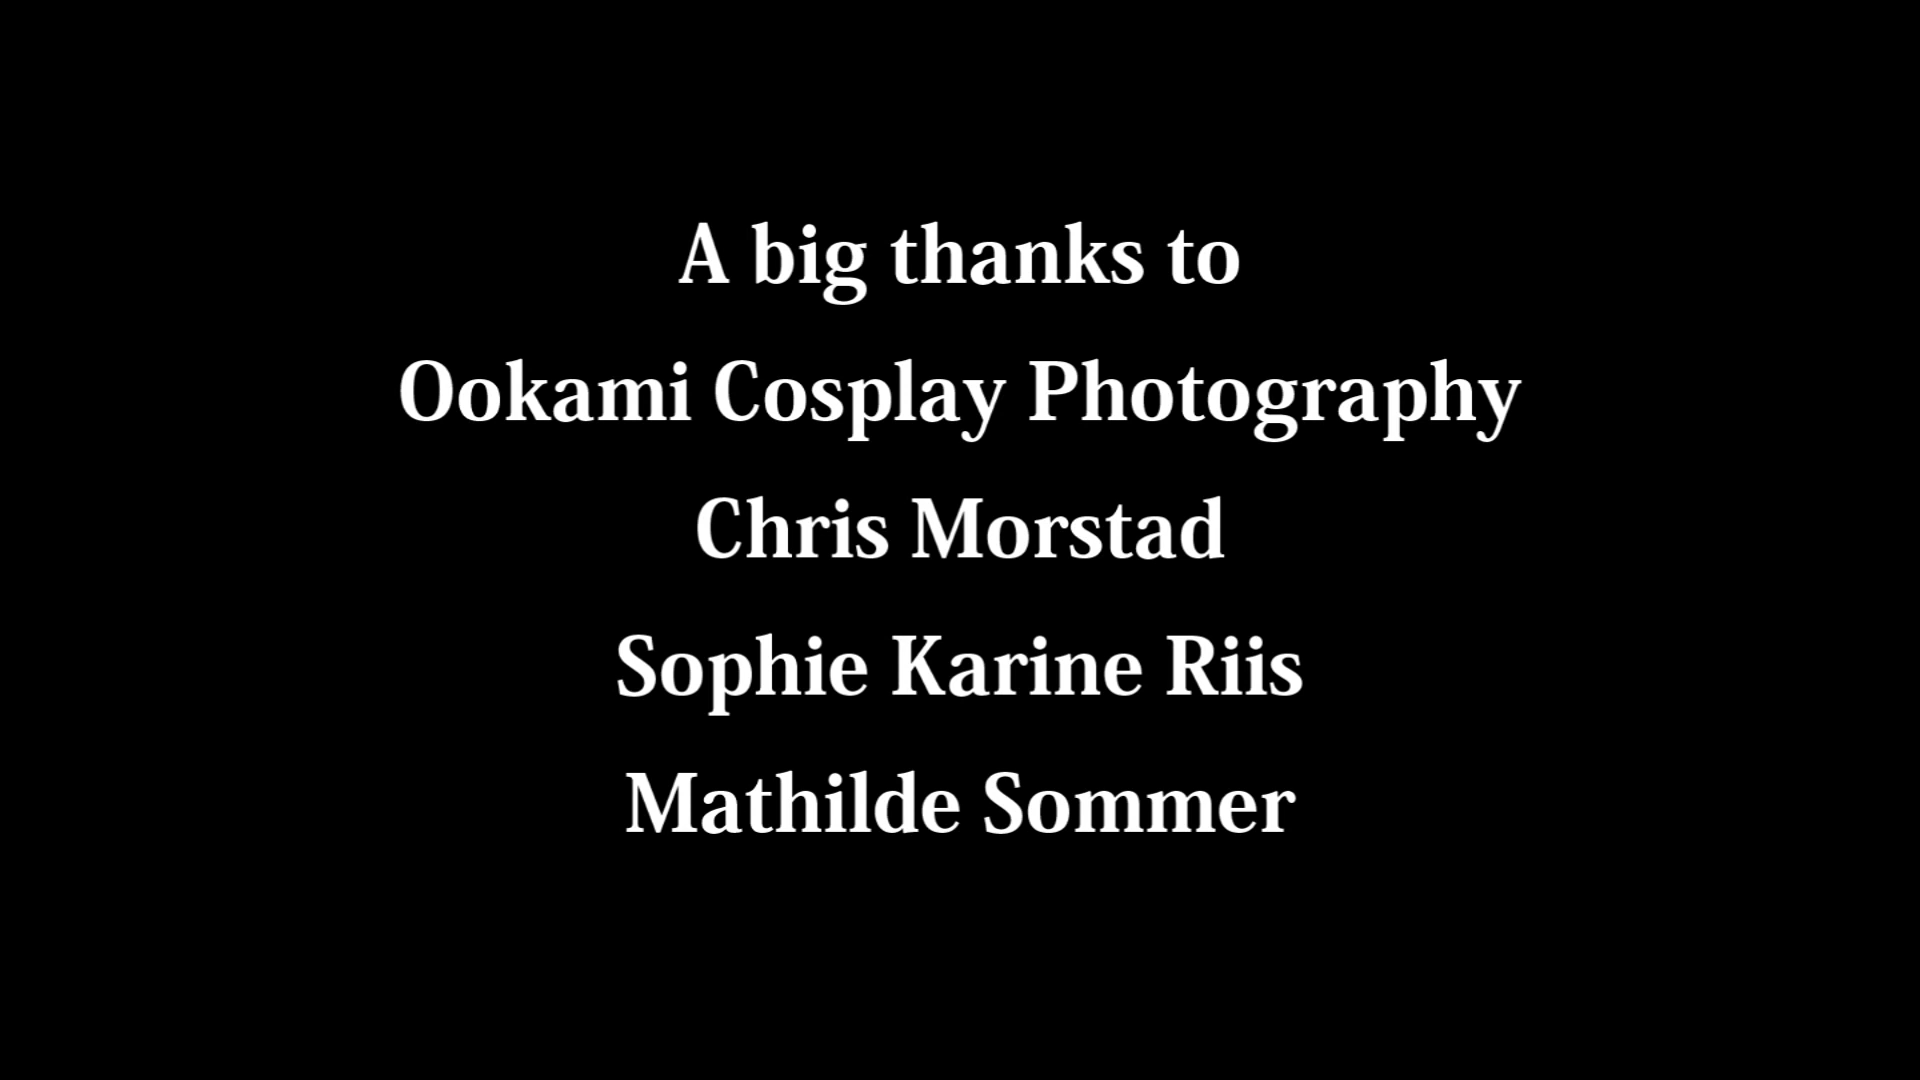 A big thanks to
Ookami Cosplay Photography
Chris Morstad
Sophie Karine Riis
Mathilde Sommer